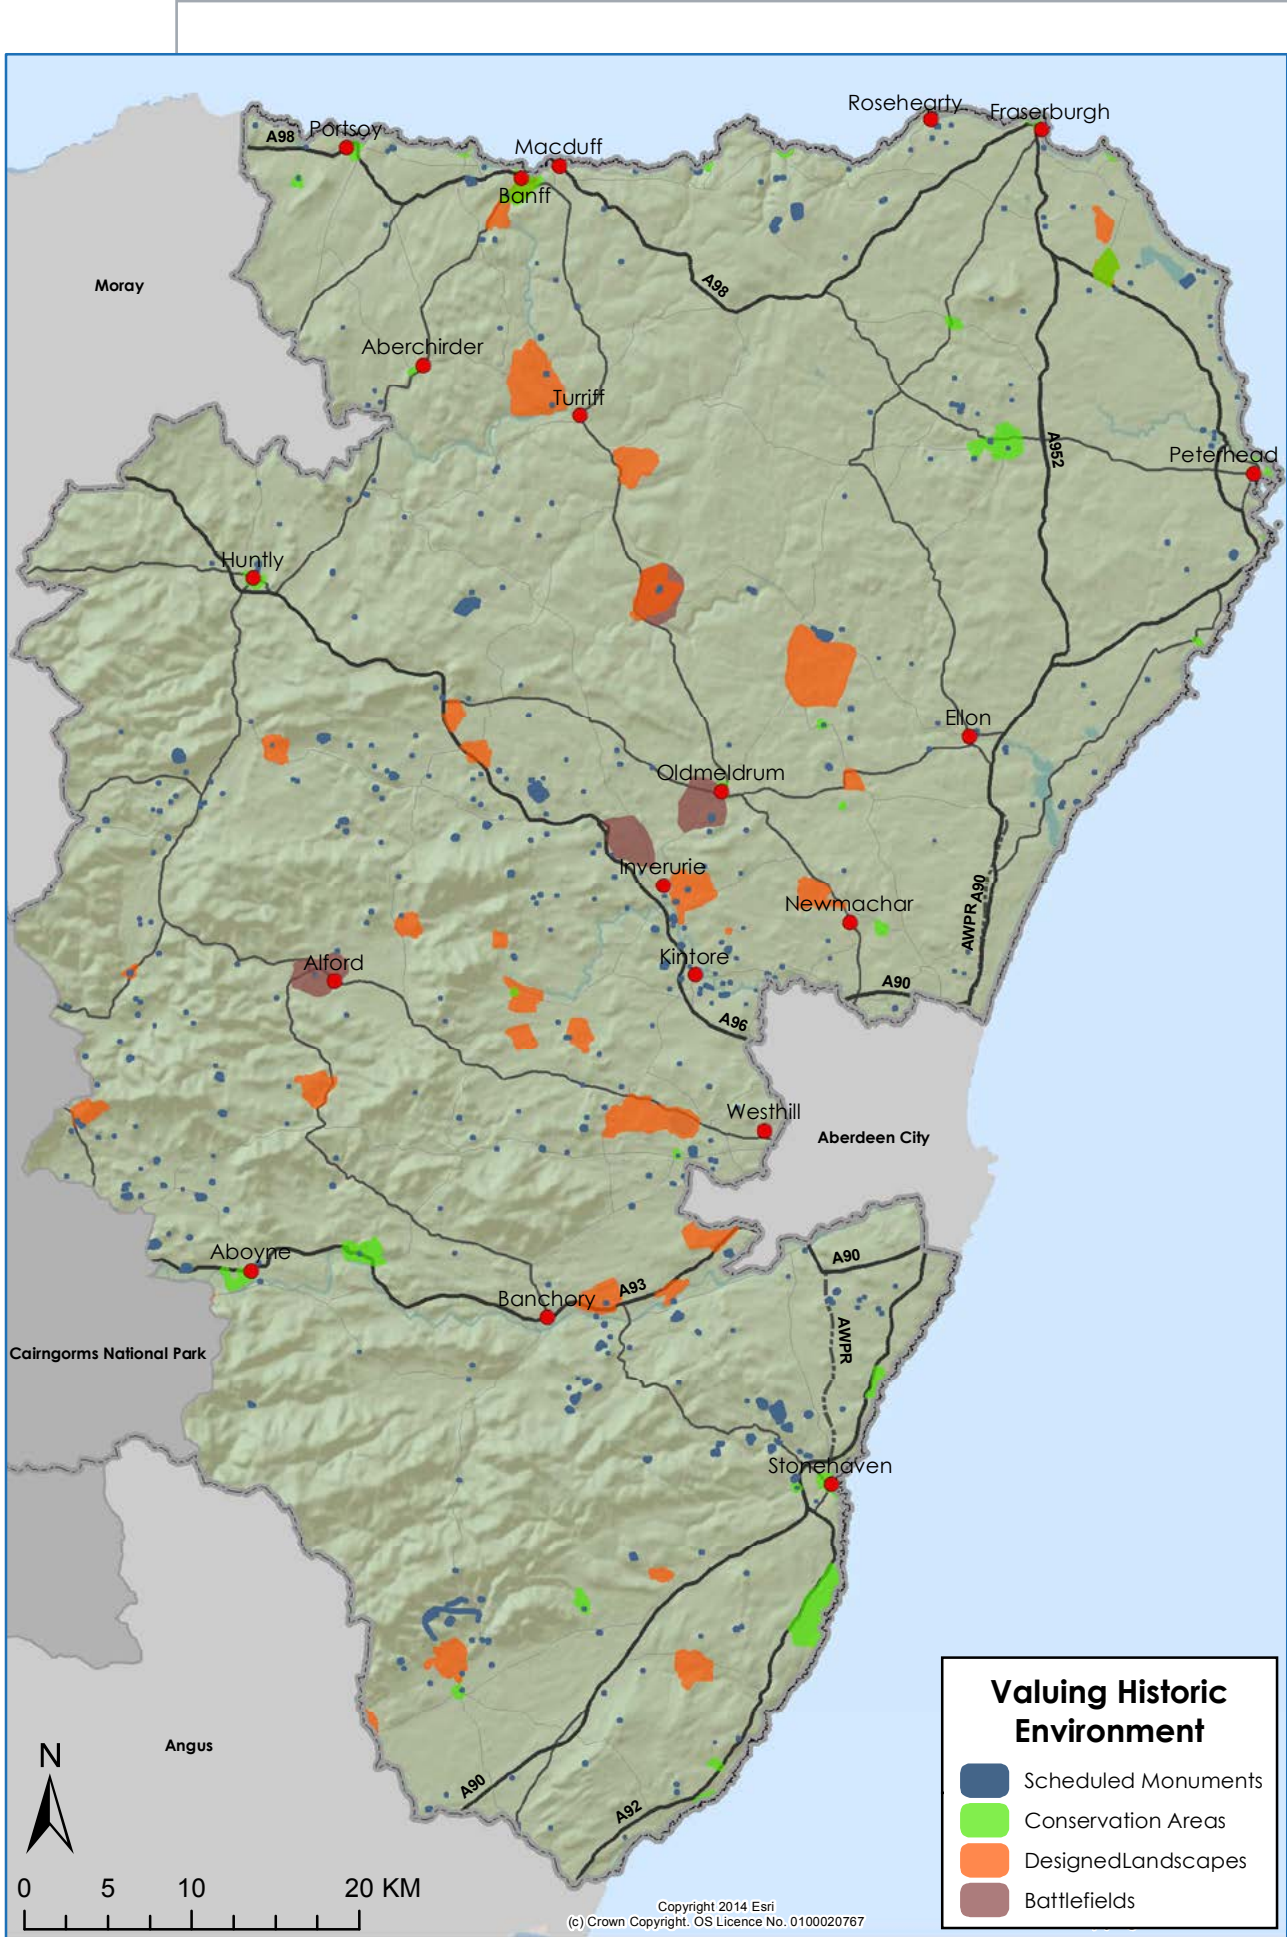 Rosehearty
Fraserburgh
A98
Portsoy
Macduff
Banff
Moray
A98
Aberchirder
Turriff
A952
Peterhead
Huntly
Ellon
Oldmeldrum
Inverurie
Newmachar
A90
AWPR
Alford
Kintore
A90
A96
Westhill
Aberdeen City
Aboyne
A90
A93
Banchory
AWPR
Cairngorms National Park
Stonehaven
Angus
A90
A92
N
0 5 10 20 KM
Copyright 2014 Esri
(c) Crown Copyright. OS Licence No. 0100020767
Valuing Historic
Environment
Scheduled Monuments
Conservation Areas
DesignedLandscapes
Battlefields